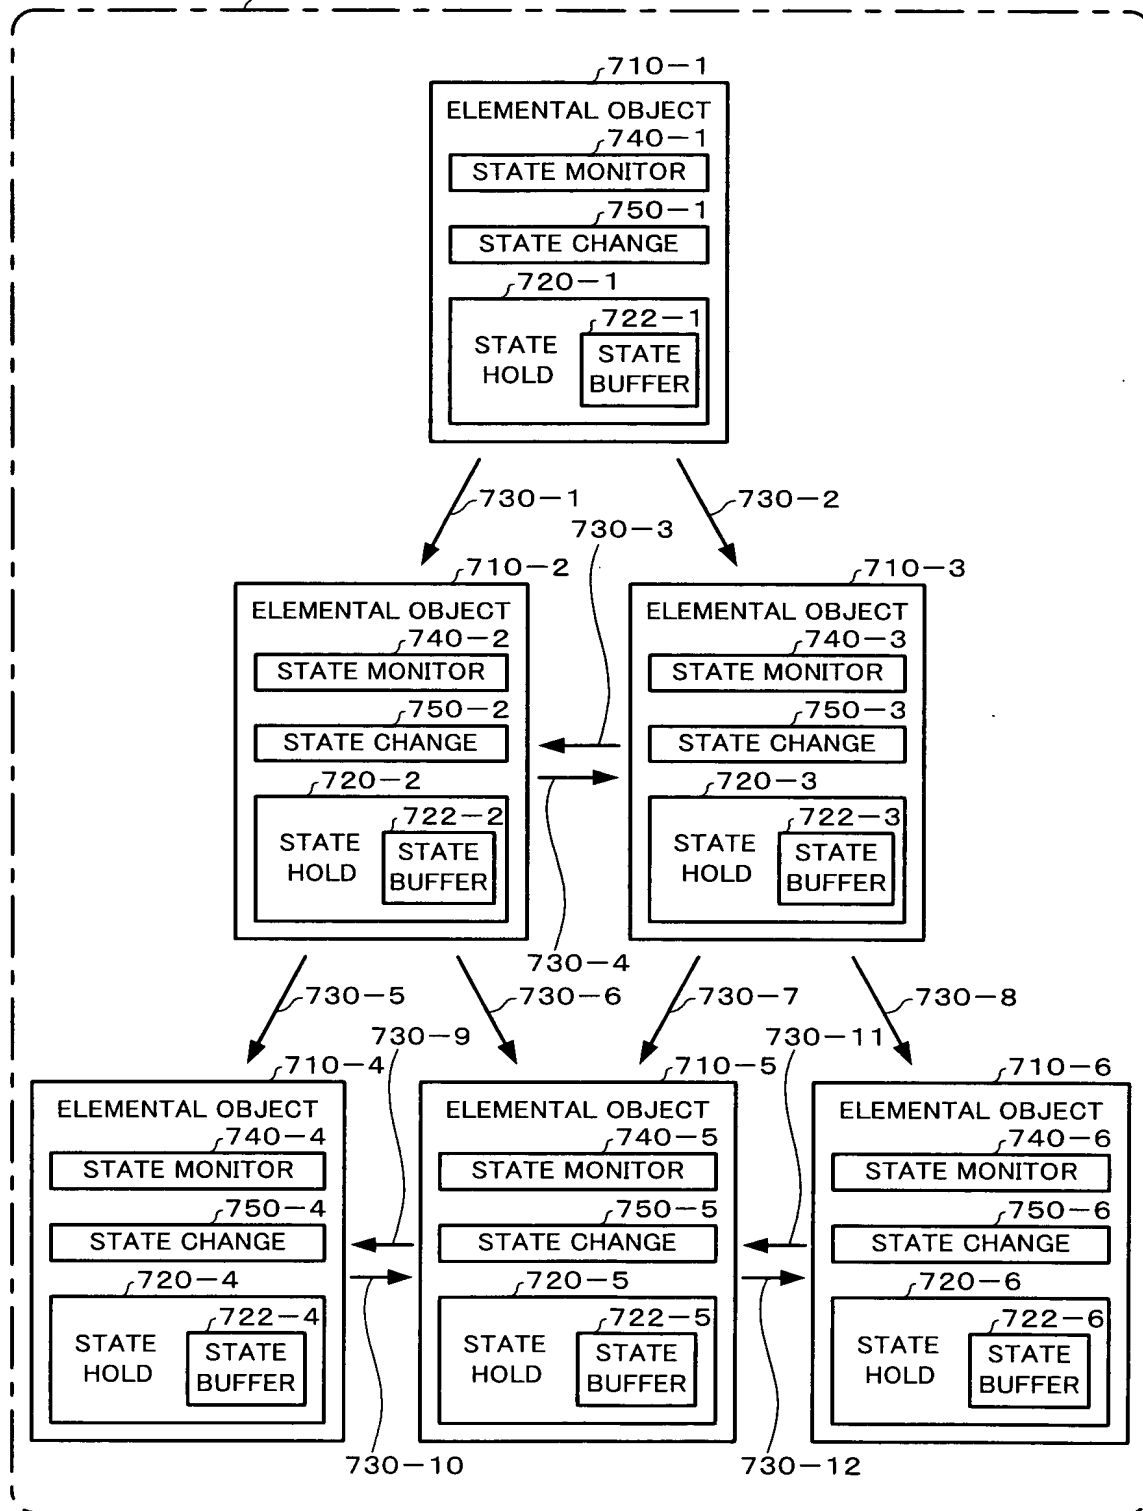 710-1
ELEMENTAL OBJECT
740-1
STATE MONITOR
750-1
STATE CHANGE
720-1
722-1
STATE HOLD
STATE BUFFER
730-1
730-2
730-3
710-2
ELEMENTAL OBJECT
740-2
STATE MONITOR
750-2
STATE CHANGE
720-2
722-2
STATE HOLD
STATE BUFFER
710-3
ELEMENTAL OBJECT
740-3
STATE MONITOR
750-3
STATE CHANGE
720-3
722-3
STATE HOLD
STATE BUFFER
730-4
730-5
730-6
730-7
730-8
730-9
730-11
710-4
ELEMENTAL OBJECT
740-4
STATE MONITOR
750-4
STATE CHANGE
720-4
722-4
STATE HOLD
STATE BUFFER
710-5
ELEMENTAL OBJECT
740-5
STATE MONITOR
750-5
STATE CHANGE
720-5
722-5
STATE HOLD
STATE BUFFER
710-6
ELEMENTAL OBJECT
740-6
STATE MONITOR
750-6
STATE CHANGE
720-6
722-6
STATE HOLD
STATE BUFFER
730-10
730-12